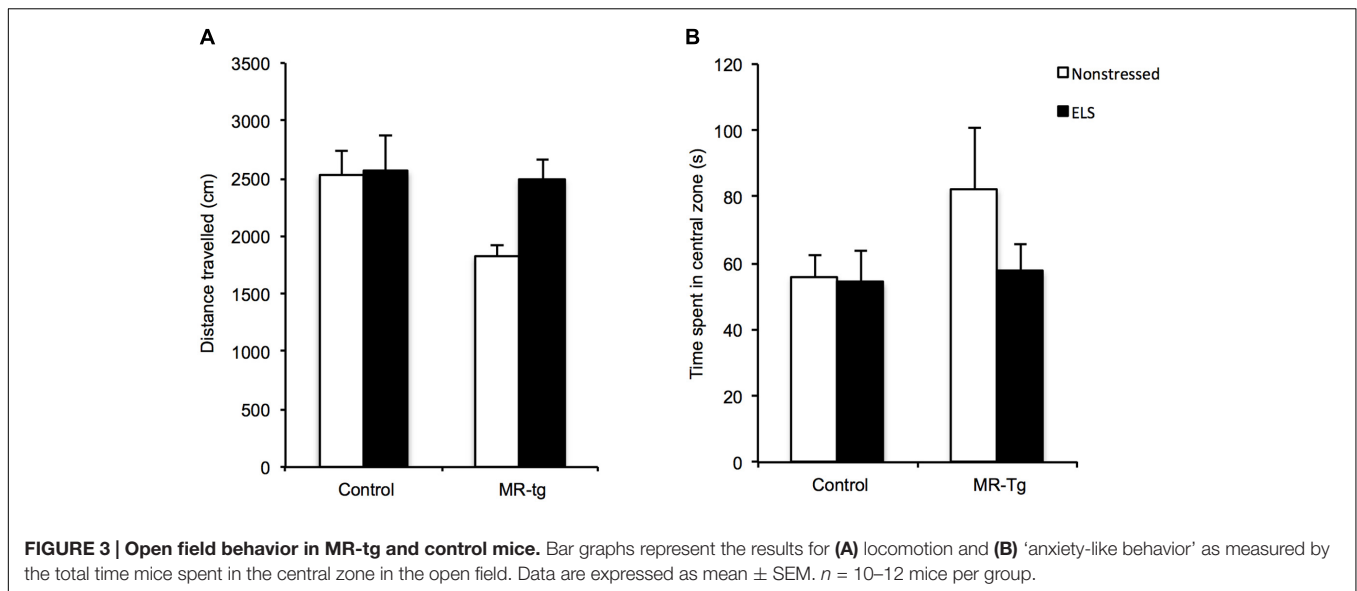 A
3500
3000
2500
2000
1500
1000
500
0
Distance travelled (cm)
Control
MR-tg
B
120
100
80
60
40
20
0
Time spent in central zone (s)
Control
MR-Tg
Nonstressed
ELS
FIGURE 3 | Open field behavior in MR-tg and control mice. Bar graphs represent the results for (A) locomotion and (B) ‘anxiety-like behavior’ as measured by
the total time mice spent in the central zone in the open field. Data are expressed as mean ± SEM. n = 10–12 mice per group.